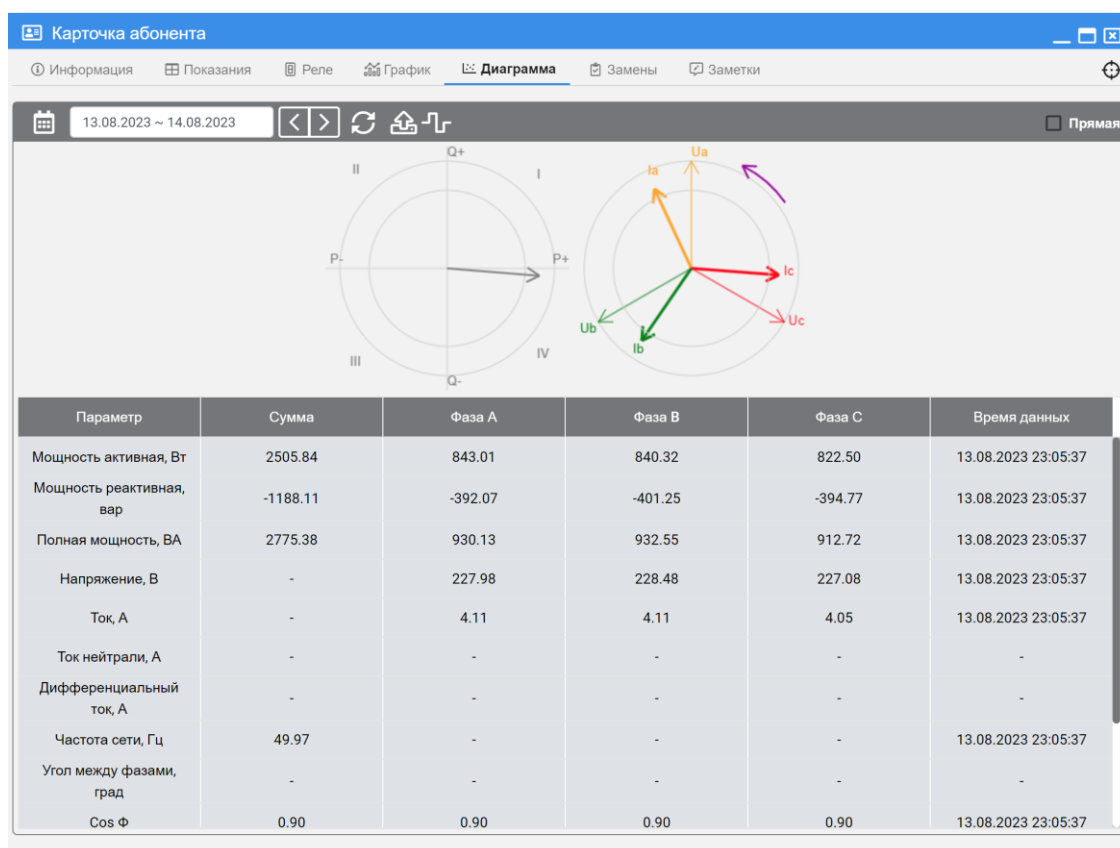 Карточка абонента
Информация Показания Реле График Диаграмма Замены Заметки
13.08.2023 ~ 14.08.2023 Прямая
Q+ Ua
II I Ia
P- P+ Ic
Ub Uc
III IV Ib
Q-
Параметр Сумма Фаза А Фаза В Фаза С Время данных
Мощность активная, Вт 2505.84 843.01 840.32 822.50 13.08.2023 23:05:37
Мощность реактивная,
вар -1188.11 -392.07 -401.25 -394.77 13.08.2023 23:05:37
Полная мощность, ВА 2775.38 930.13 932.55 912.72 13.08.2023 23:05:37
Напряжение, В - 227.98 228.48 227.08 13.08.2023 23:05:37
Ток, А - 4.11 4.11 4.05 13.08.2023 23:05:37
Ток нейтрали, А - - - - -
Дифференциальный
ток, А - - - - -
Частота сети, Гц 49.97 - - - 13.08.2023 23:05:37
Угол между фазами,
град - - - - -
Cos Ф 0.90 0.90 0.90 0.90 13.08.2023 23:05:37